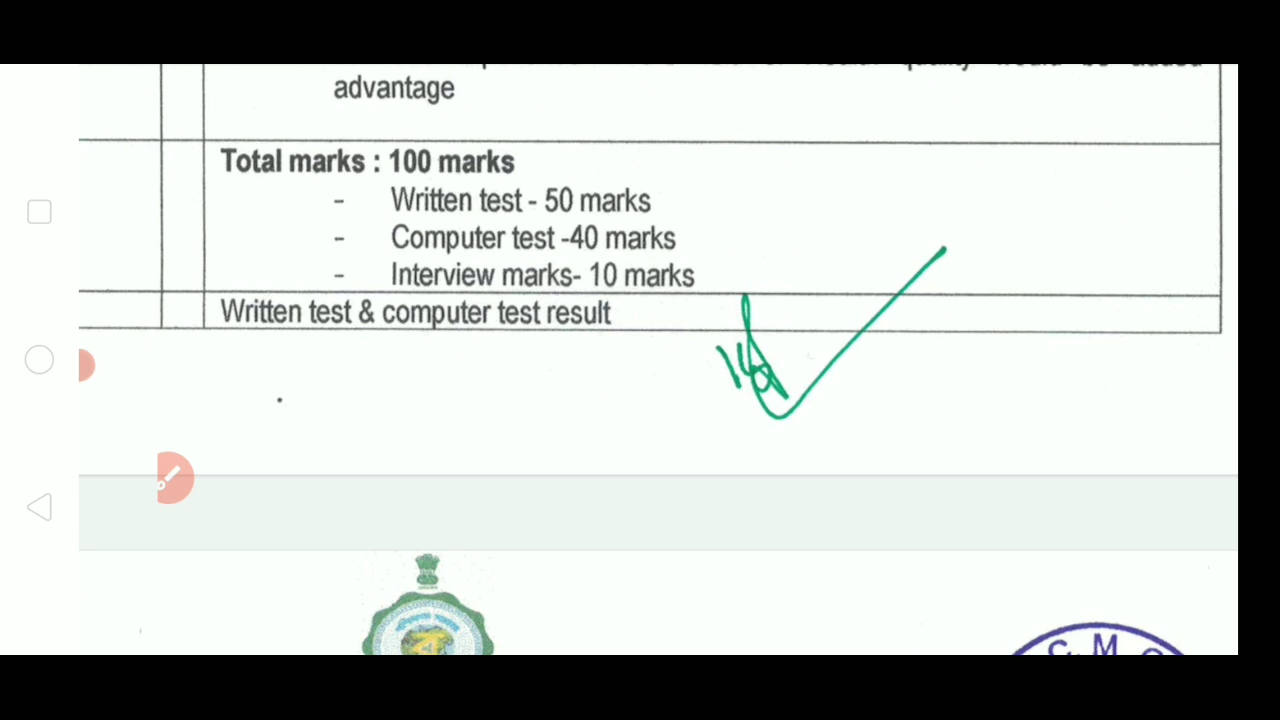 advantage
Total marks : 100 marks
- Written test - 50 marks
- Computer test -40 marks
- Interview marks- 10 marks
Written test & computer test result
C. M. O